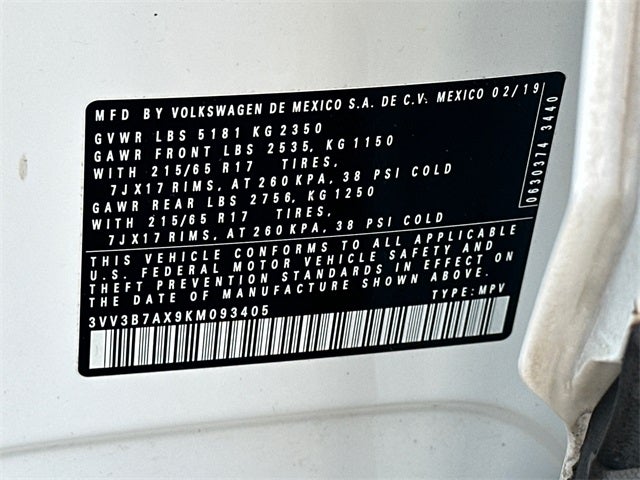 MFD BY VOLKSWAGEN DE MEXICO S.A. DE C.V. MEXICO 02/19
GVWR LBS 5181 KG 2350
GAWR FRONT LBS 2535, KG 1150
WITH 215/65 R17 TIRES,
7JX17 RIMS, AT 260 KPA, 38 PSI COLD
GAWR REAR LBS 2756, KG 1250
WITH 215/65 R17 TIRES,
7JX17 RIMS, AT 260 KPA, 38 PSI COLD
THIS VEHICLE CONFORMS TO ALL APPLICABLE
U.S. FEDERAL MOTOR VEHICLE SAFETY AND
THEFT PREVENTION STANDARDS IN EFFECT ON
THE DATE OF MANUFACTURE SHOWN ABOVE.
3VV3B7AX9KM093405 TYPE: MPV
0630374 3440